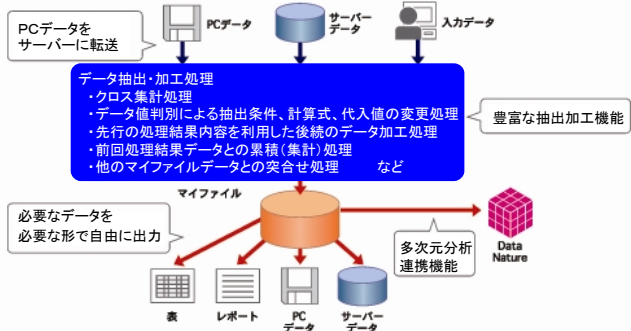 PCデータを
サーバーに転送
PCデータ
サーバー
データ
入力データ
データ抽出・加工処理
・クロス集計処理
・データ値判別による抽出条件、計算式、代入値の変更処理
・先行の処理結果内容を利用した後続のデータ加工処理
・前回処理結果データとの累積(集計)処理
・他のマイファイルデータとの突合せ処理　　など
豊富な抽出加工機能
マイファイル
必要なデータを
必要な形で自由に出力
多次元分析
連携機能
Data
Nature
表
レポート
PC
データ
サーバー
データ